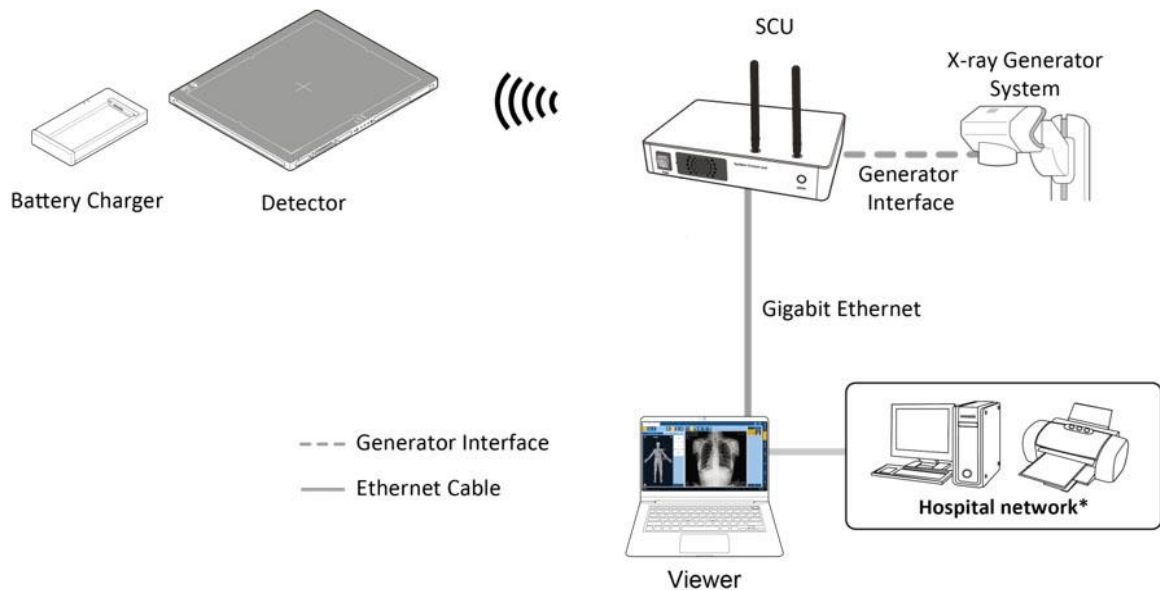 SCU
X-ray Generator
System
Battery Charger
Detector
Generator
Interface
Gigabit Ethernet
Generator Interface
Ethernet Cable
Hospital network*
Viewer